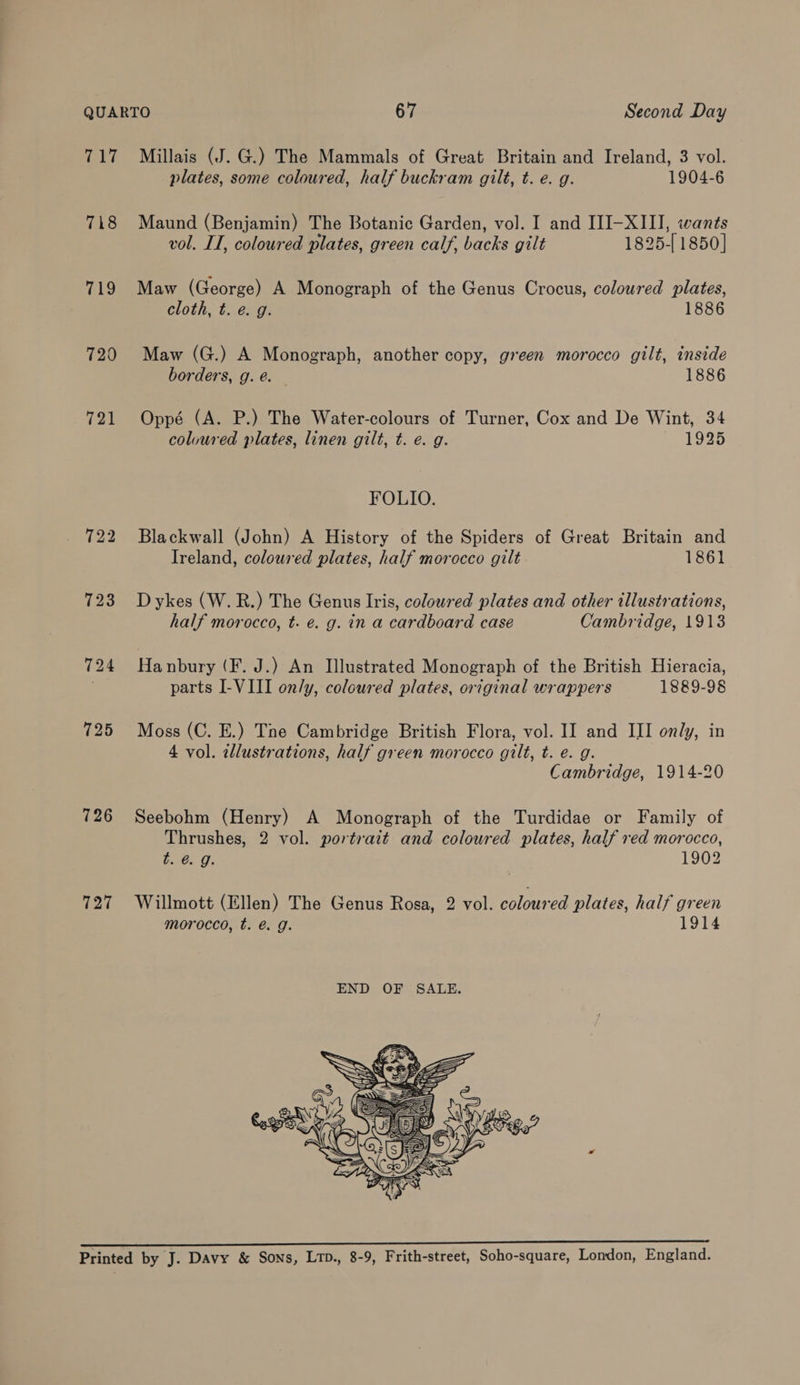 QUARTO 67 Second Day
717 Millais (J. G.) The Mammals of Great Britain and Ireland, 3 vol.
plates, some coloured, half buckram gilt, t. e. g. 1904-6
718 Maund (Benjamin) The Botanic Garden, vol. I and III-XIII, wants
vol. II, coloured plates, green calf, backs gilt 1825-[1850]
719 Maw (George) A Monograph of the Genus Crocus, coloured plates,
cloth, t. e. g. 1886
720 Maw (G.) A Monograph, another copy, green morocco gilt, inside
borders, g. e. 1886
721 Oppé (A. P.) The Water-colours of Turner, Cox and De Wint, 34
coloured plates, linen gilt, t. e. g. 1925
FOLIO.
722 Blackwall (John) A History of the Spiders of Great Britain and
Ireland, coloured plates, half morocco gilt 1861
723 Dykes (W. R.) The Genus Iris, coloured plates and other illustrations,
half morocco, t. e. g. in a cardboard case Cambridge, 1913
724 Hanbury (F. J.) An Illustrated Monograph of the British Hieracia,
parts I-VIII only, coloured plates, original wrappers 1889-98
725 Moss (C. E.) The Cambridge British Flora, vol. II and III only, in
4 vol. illustrations, half green morocco gilt, t. e. g.
Cambridge, 1914-20
726 Seebohm (Henry) A Monograph of the Turdidae or Family of
Thrushes, 2 vol. portrait and coloured plates, half red morocco,
t. e. g. 1902
727 Willmott (Ellen) The Genus Rosa, 2 vol. coloured plates, half green
morocco, t. e. g. 1914
END OF SALE.
Printed by J. Davy & Sons, Ltd., 8-9, Frith-street, Soho-square, London, England.